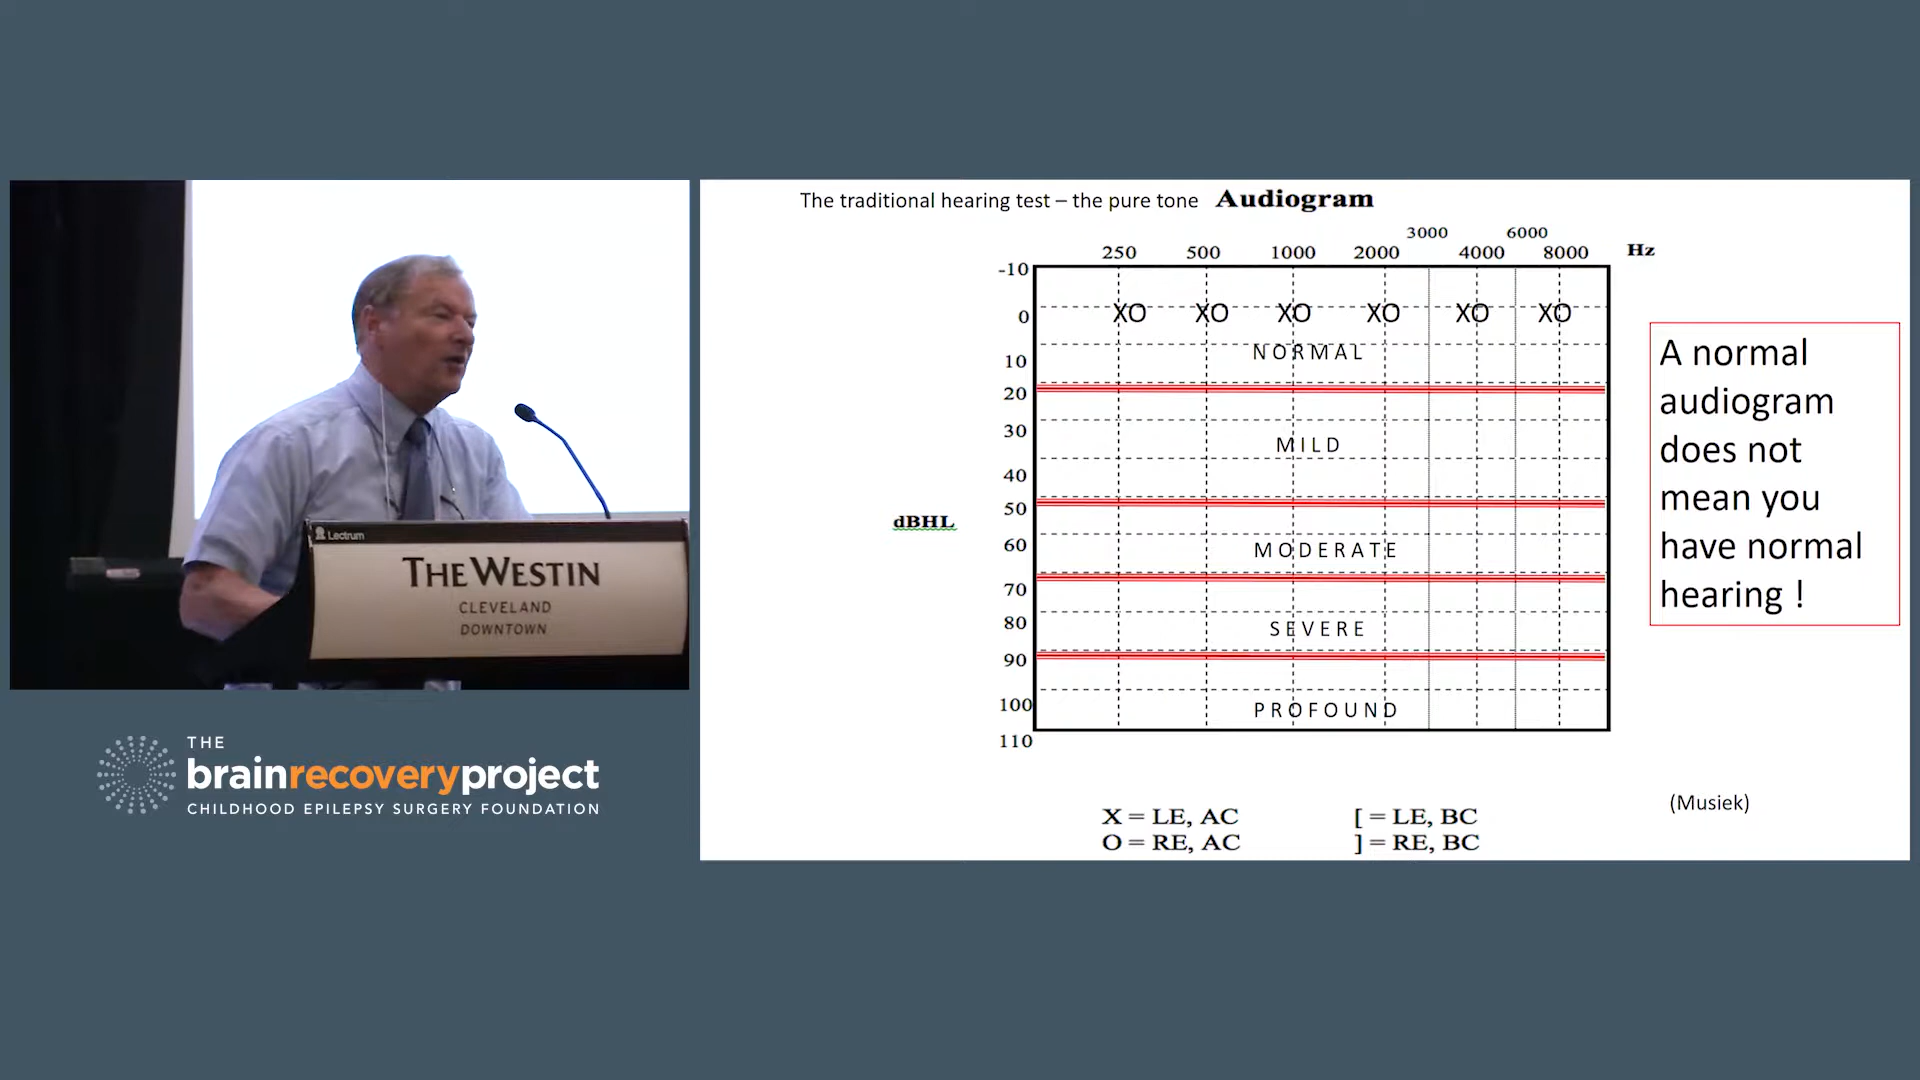 The traditional hearing test – the pure tone Audiogram
3000 6000
250 500 1000 2000 4000 8000 Hz
-10
XO XO XO XO XO XO
0
NORMAL
10
20
30
MILD
40
50
dBHL
60
MODERATE
70
80
SEVERE
90
100
PROFOUND
110
A normal
audiogram
does not
mean you
have normal
hearing !
(Musiek)
X = LE, AC [ = LE, BC
O = RE, AC ] = RE, BC
Lectrum
THE WESTIN
CLEVELAND
DOWNTOWN
THE
brainrecoveryproject
CHILDHOOD EPILEPSY SURGERY FOUNDATION